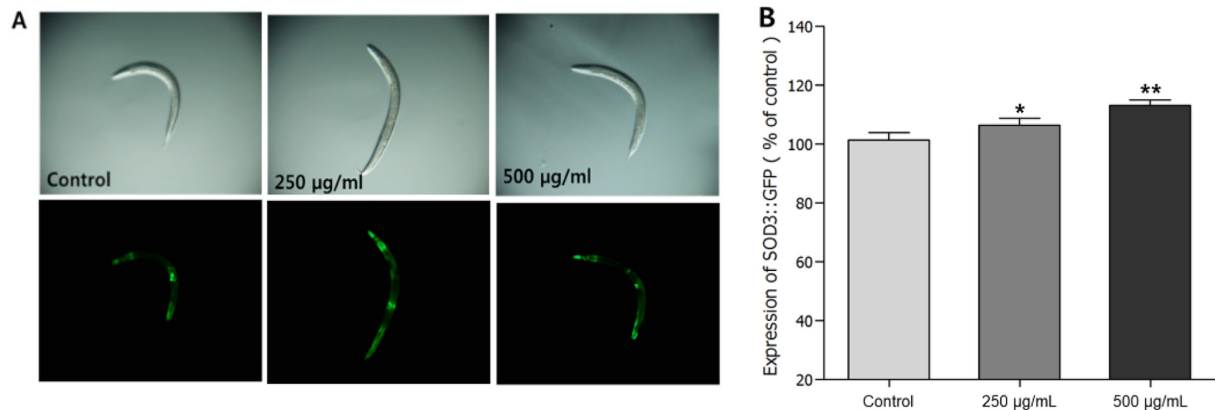 A
Control
250 µg/ml
500 µg/ml
B
Expression of SOD3::GFP ( % of control )
140
120
100
80
60
40
20
*
**
Control
250 µg/mL
500 µg/mL